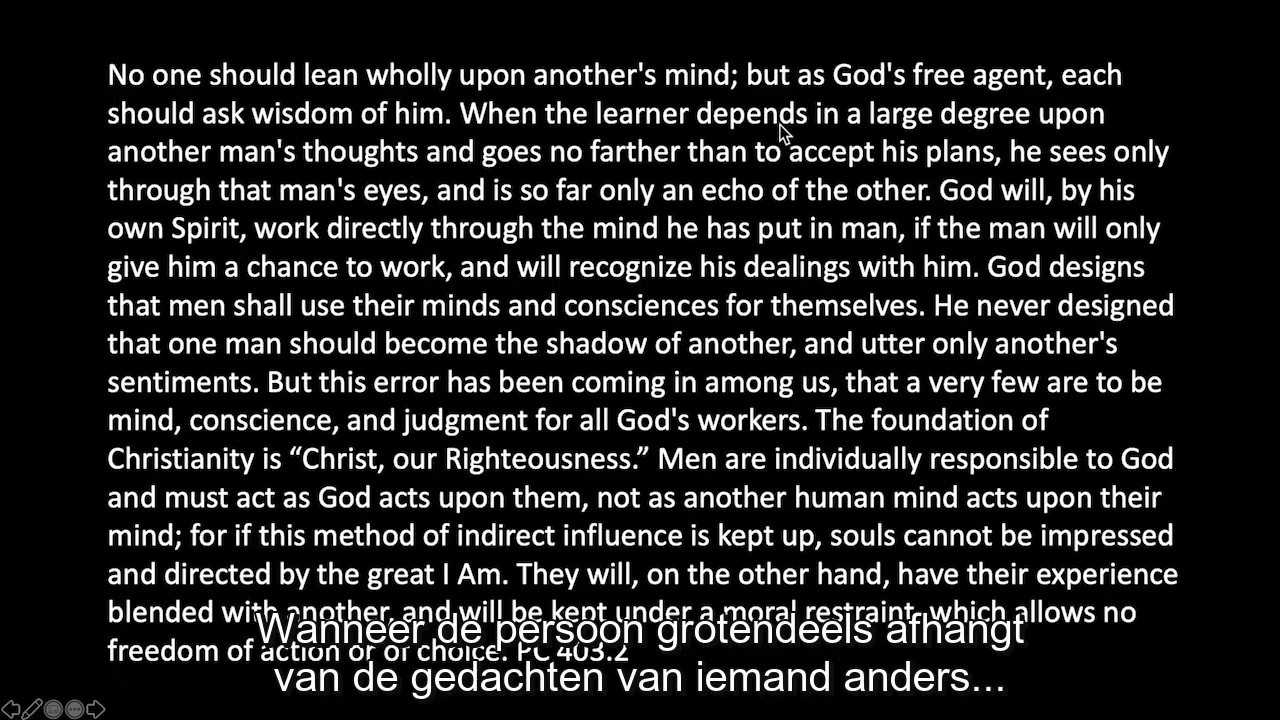 No one should lean wholly upon another's mind; but as God's free agent, each
should ask wisdom of him. When the learner depends in a large degree upon
another man's thoughts and goes no farther than to accept his plans, he sees only
through that man's eyes, and is so far only an echo of the other. God will, by his
own Spirit, work directly through the mind he has put in man, if the man will only
give him a chance to work, and will recognize his dealings with him. God designs
that men shall use their minds and consciences for themselves. He never designed
that one man should become the shadow of another, and utter only another's
sentiments. But this error has been coming in among us, that a very few are to be
mind, conscience, and judgment for all God's workers. The foundation of
Christianity is “Christ, our Righteousness.” Men are individually responsible to God
and must act as God acts upon them, not as another human mind acts upon their
mind; for if this method of indirect influence is kept up, souls cannot be impressed
and directed by the great I Am. They will, on the other hand, have their experience
blended with another, and will be kept under a moral restraint, which allows no
freedom of action or of choice. PC 403.2
Wanneer de persoon grotendeels afhangt
van de gedachten van iemand anders...